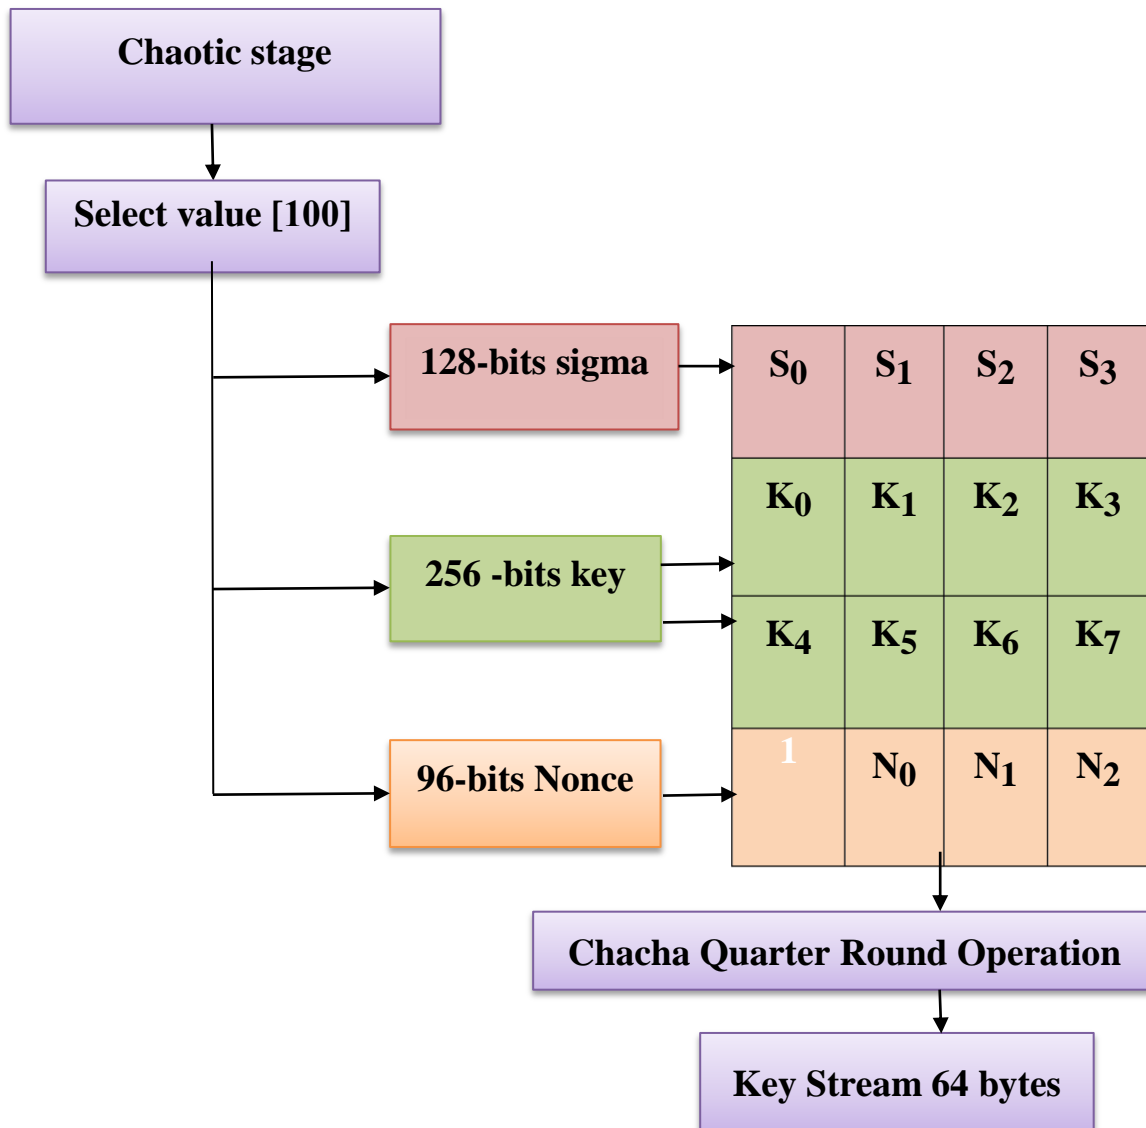 Chaotic stage
Select value [100]
128-bits sigma
S0 S1 S2 S3
K0 K1 K2 K3
256 -bits key
K4 K5 K6 K7
96-bits Nonce
1 N0 N1 N2
Chacha Quarter Round Operation
Key Stream 64 bytes